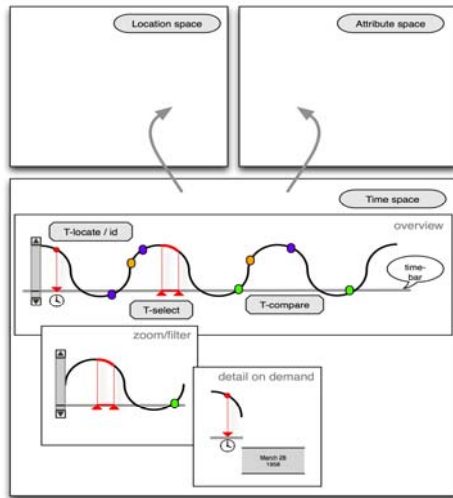 Location space
Attribute space
Time space
overview
T-locate / id
time-
bar
T-select
T-compare
zoom/filter
detail on demand
March 28
1958